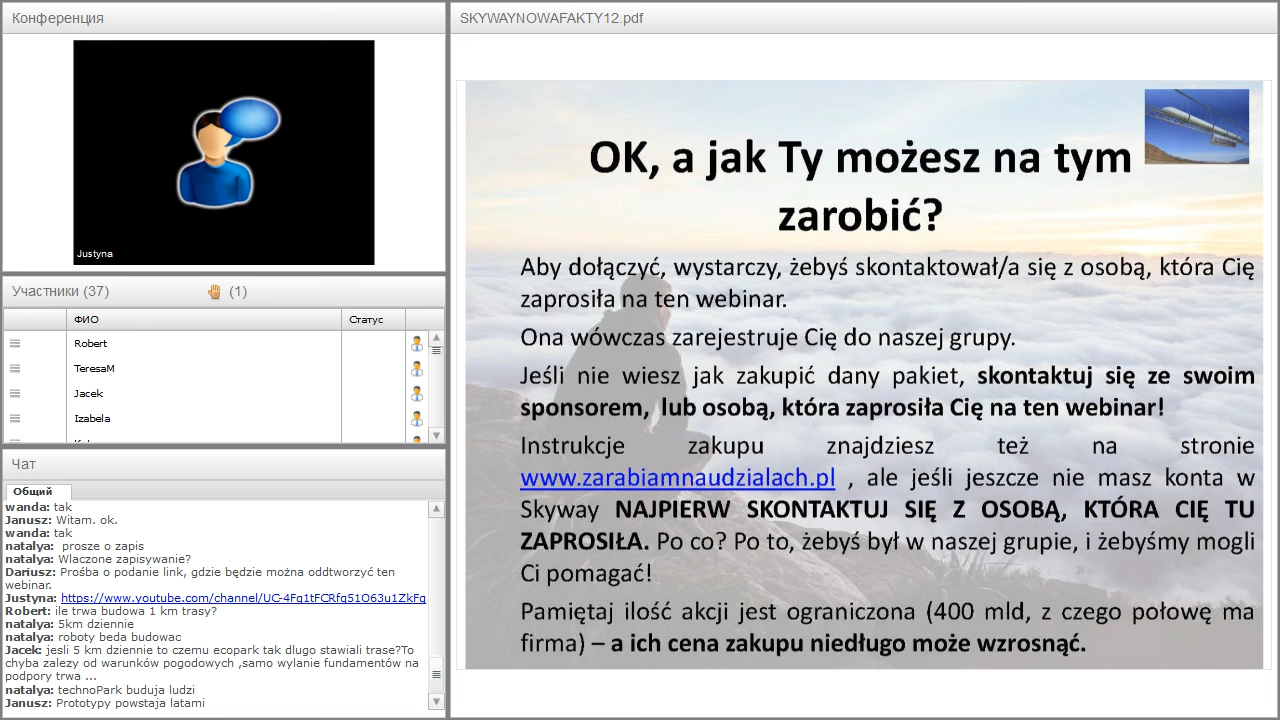 Конференция
Justyna
Участники (37)
(1)
ФИО
Статус
Robert
TeresaM
Jacek
Izabela
Чат
Общий
wanda: tak
Janusz: Witam. ok.
wanda: tak
natalya: prosze o zapis
natalya: Wlaczone zapisywanie?
Dariusz: Prośba o podanie link, gdzie będzie można oddtworzyć ten
webinar.
Justyna: https://www.youtube.com/channel/UC-4Fq1tFCRfq51O63u1ZkFg
Robert: ile trwa budowa 1 km trasy?
natalya: 5km dziennie
natalya: roboty beda budowac
Jacek: jesli 5 km dziennie to czemu ecopark tak dlugo stawiali trase?To
chyba zalezy od warunków pogodowych ,samo wylanie fundamentów na
podpory trwa ...
natalya: technoPark buduja ludzi
Janusz: Prototypy powstaja latami
SKYWAYNOWAFAKTY12.pdf
OK, a jak Ty możesz na tym
zarobić?
Aby dołączyć, wystarczy, żebyś skontaktował/a się z osobą, która Cię
zaprosiła na ten webinar.
Ona wówczas zarejestruje Cię do naszej grupy.
Jeśli nie wiesz jak zakupić dany pakiet, skontaktuj się ze swoim
sponsorem, lub osobą, która zaprosiła Cię na ten webinar!
Instrukcje zakupu znajdziesz też na stronie
www.zarabiamnaudzialach.pl , ale jeśli jeszcze nie masz konta w
Skyway NAJPIERW SKONTAKTUJ SIĘ Z OSOBĄ, KTÓRA CIĘ TU
ZAPROSIŁA. Po co? Po to, żebyś był w naszej grupie, i żebyśmy mogli
Ci pomagać!
Pamiętaj ilość akcji jest ograniczona (400 mld, z czego połowę ma
firma) – a ich cena zakupu niedługo może wzrosnąć.